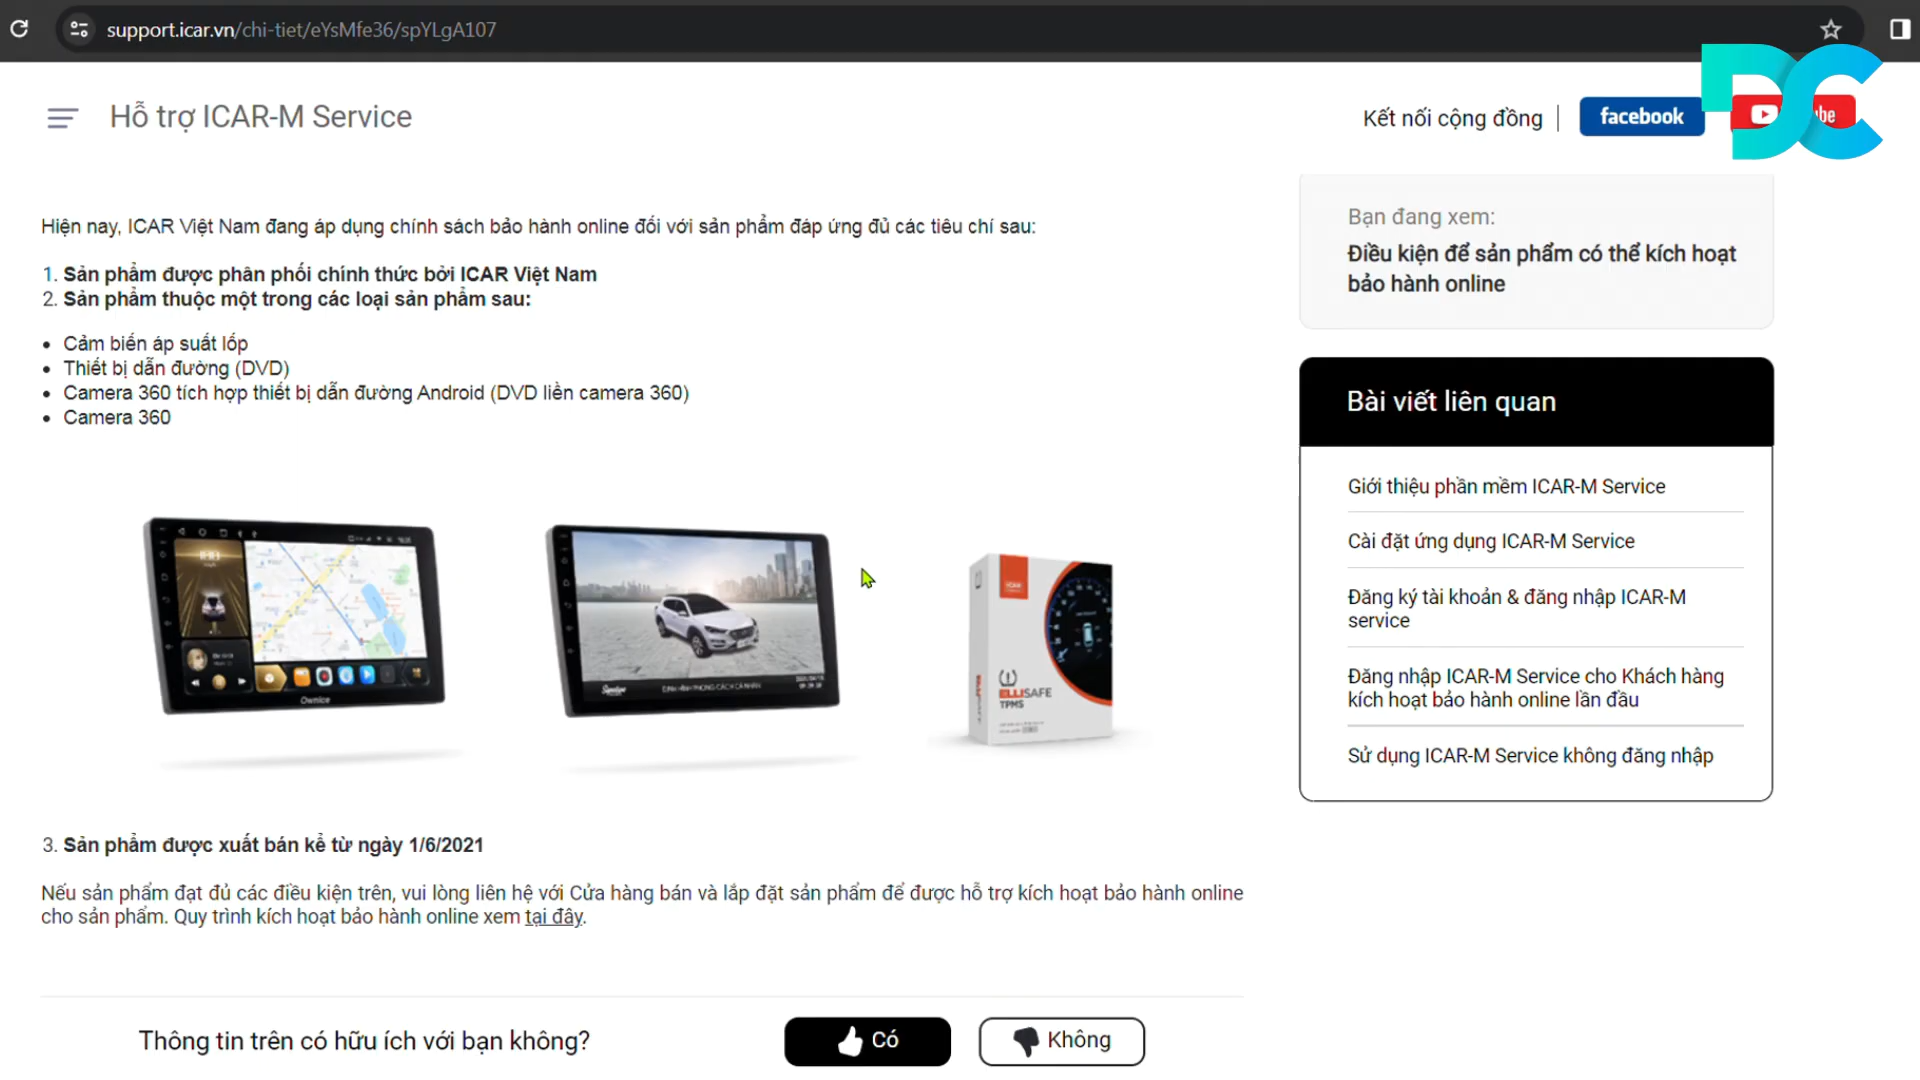 support.icar.vn/chi-tiet/eYsMfe36/spYLgA107
Hỗ trợ ICAR-M Service
Kết nối cộng đồng
facebook
be
DC
Hiện nay, ICAR Việt Nam đang áp dụng chính sách bảo hành online đối với sản phẩm đáp ứng đủ các tiêu chí sau:
1. Sản phẩm được phân phối chính thức bởi ICAR Việt Nam
2. Sản phẩm thuộc một trong các loại sản phẩm sau:
• Cảm biến áp suất lốp
• Thiết bị dẫn đường (DVD)
• Camera 360 tích hợp thiết bị dẫn đường Android (DVD liền camera 360)
• Camera 360
Ownice
ICAR
ELLISAFE
TPMS
3. Sản phẩm được xuất bán kể từ ngày 1/6/2021
Nếu sản phẩm đạt đủ các điều kiện trên, vui lòng liên hệ với Cửa hàng bán và lắp đặt sản phẩm để được hỗ trợ kích hoạt bảo hành online
cho sản phẩm. Quy trình kích hoạt bảo hành online xem tại đây.
Thông tin trên có hữu ích với bạn không?
Có
Không
Bạn đang xem:
Điều kiện để sản phẩm có thể kích hoạt
bảo hành online
Bài viết liên quan
Giới thiệu phần mềm ICAR-M Service
Cài đặt ứng dụng ICAR-M Service
Đăng ký tài khoản & đăng nhập ICAR-M
service
Đăng nhập ICAR-M Service cho Khách hàng
kích hoạt bảo hành online lần đầu
Sử dụng ICAR-M Service không đăng nhập